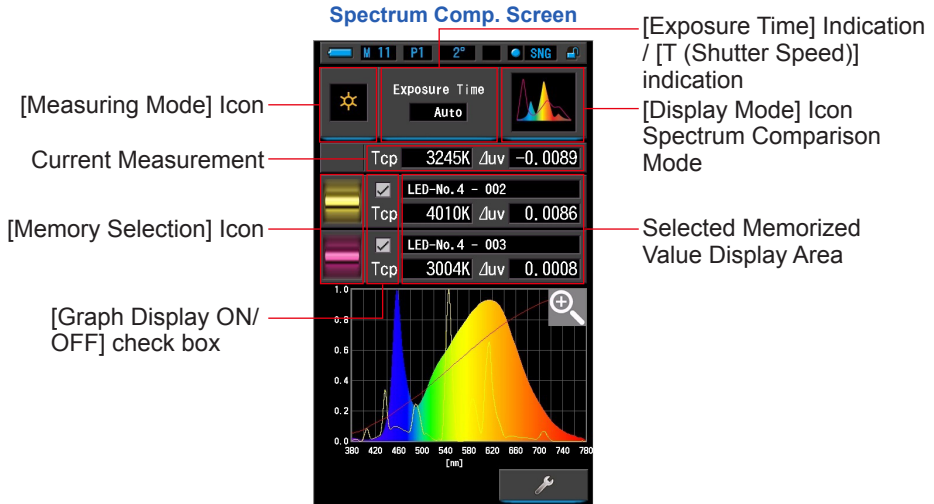 Spectrum Comp. Screen
[Exposure Time] Indication
/ [T (Shutter Speed)]
indication
[Measuring Mode] Icon
[Display Mode] Icon
Spectrum Comparison
Mode
Current Measurement
[Memory Selection] Icon
Selected Memorized
Value Display Area
[Graph Display ON/
OFF] check box
M 11 P1 2° SNG
Exposure Time
Auto
Tcp 3245K ⊿uv -0.0089
LED-No.4 - 002
Tcp 4010K ⊿uv 0.0086
LED-No.4 - 003
Tcp 3004K ⊿uv 0.0008
1.0
0.8
0.6
0.4
0.2
0.0
380 420 460 500 540 580 620 660 700 740 780
[nm]